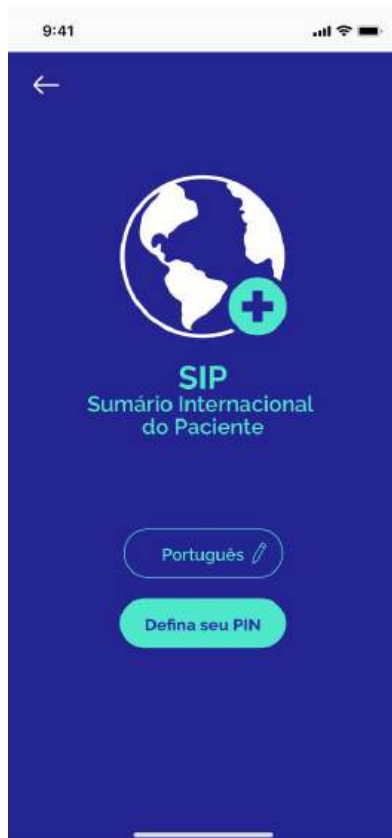 9:41
SIP
Sumário Internacional
do Paciente
Português
Defina seu PIN